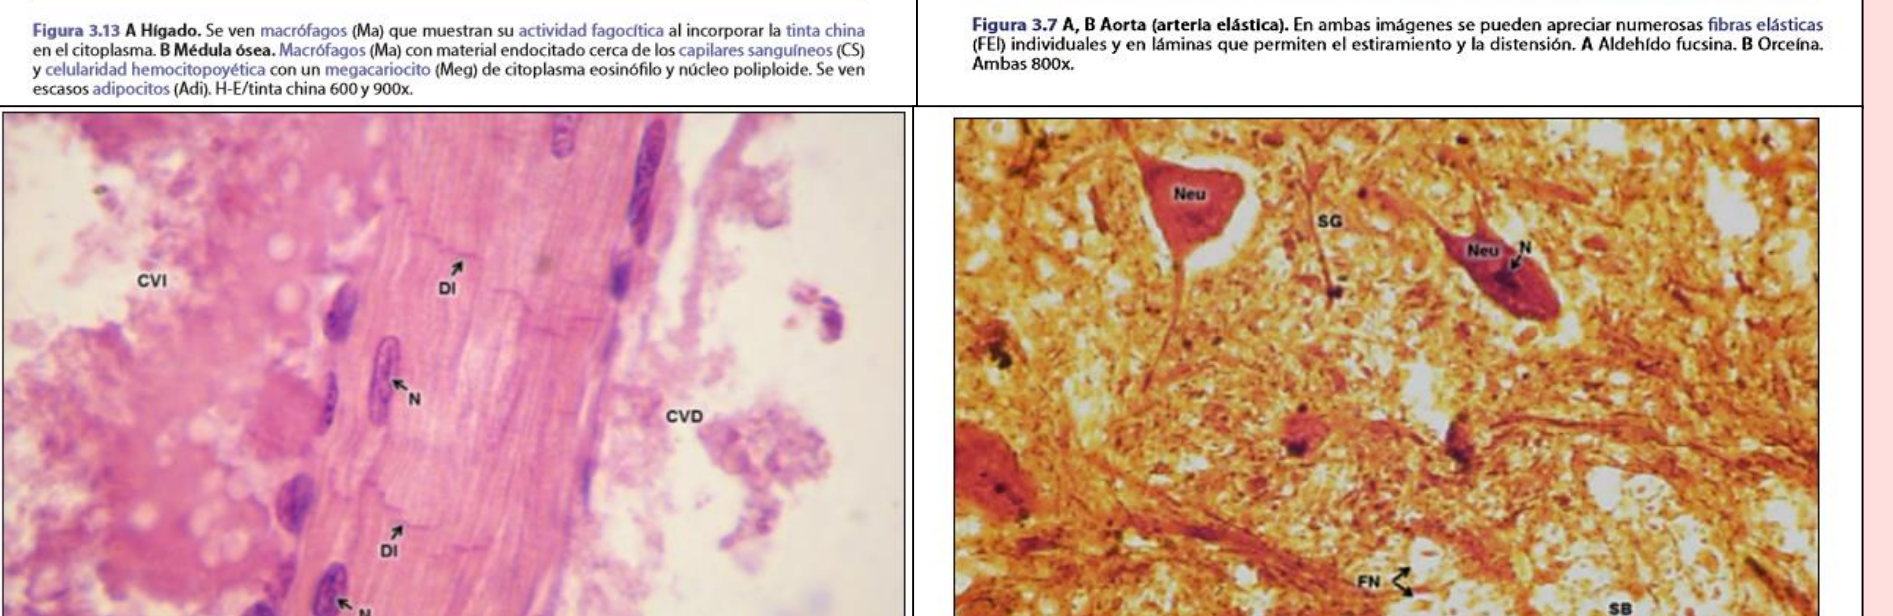 Figura 3.13 A Hígado. Se ven macrófagos (Ma) que muestran su actividad fagocítica al incorporar la tinta china
en el citoplasma. B Médula ósea. Macrófagos (Ma) con material endocitado cerca de los capilares sanguíneos (CS)
y celularidad hemocitopoyética con un megacariocito (Meg) de citoplasma eosinófilo y núcleo poliploide. Se ven
escasos adipocitos (Adi). H-E/tinta china 600 y 900x.
Figura 3.7 A, B Aorta (arteria elástica). En ambas imágenes se pueden apreciar numerosas fibras elásticas
(FEl) individuales y en láminas que permiten el estiramiento y la distensión. A Aldehído fucsina. B Orceína.
Ambas 800x.
CVI
DI
N
CVD
DI
N
Neu
SG
Neu
N
FN
SB